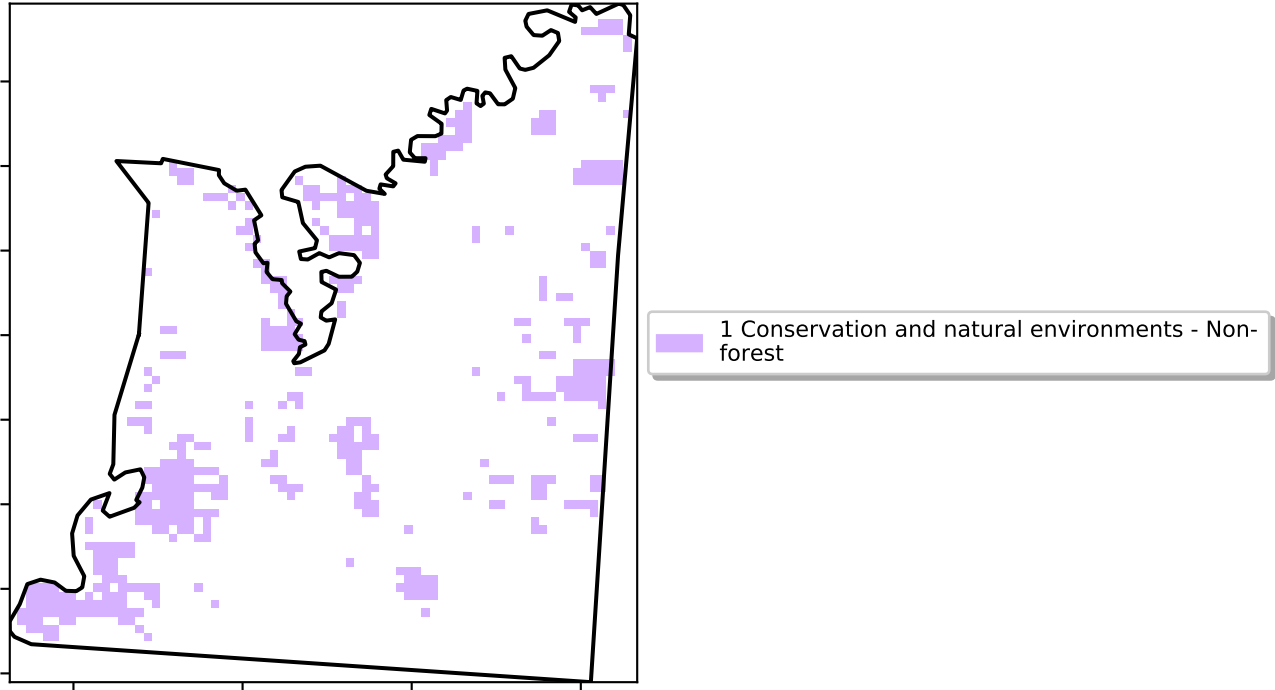 1 Conservation and natural environments - Non-
forest